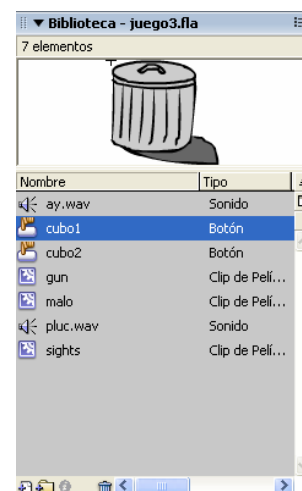 Biblioteca - juego3.fla
7 elementos
Nombre Tipo
ay.wav Sonido
cubo1 Botón
cubo2 Botón
gun Clip de Pelí...
malo Clip de Pelí...
pluc.wav Sonido
sights Clip de Pelí...